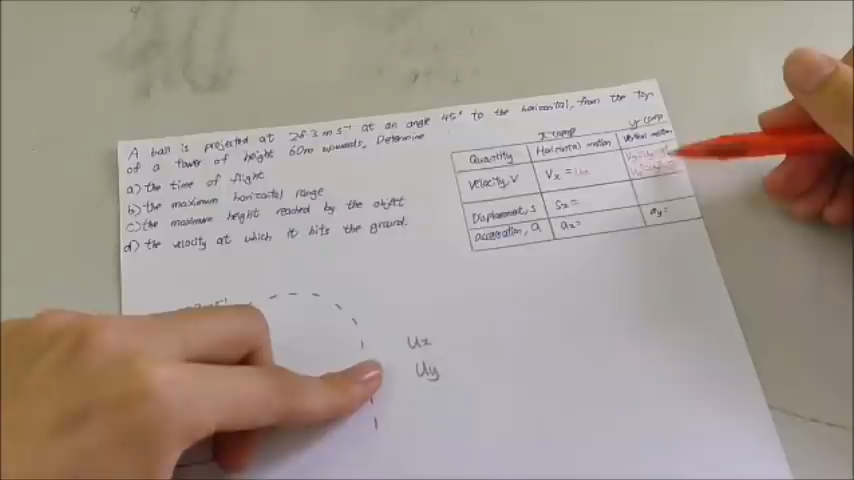 A ball is projected at 28.3 ms⁻¹ at an angle 45° to the horizontal, from the top
of a tower of height 60m upwards. Determine
a) the time of flight
b) the maximum horizontal range
c) the maximum height reached by the object
d) the velocity at which it hits the ground.
x comp y comp
Quantity Horizontal motion Vertical motion
Velocity, V Vx = Ux
Displacement, s Sx =
acceleration, a ax= ay=
Ux
Uy